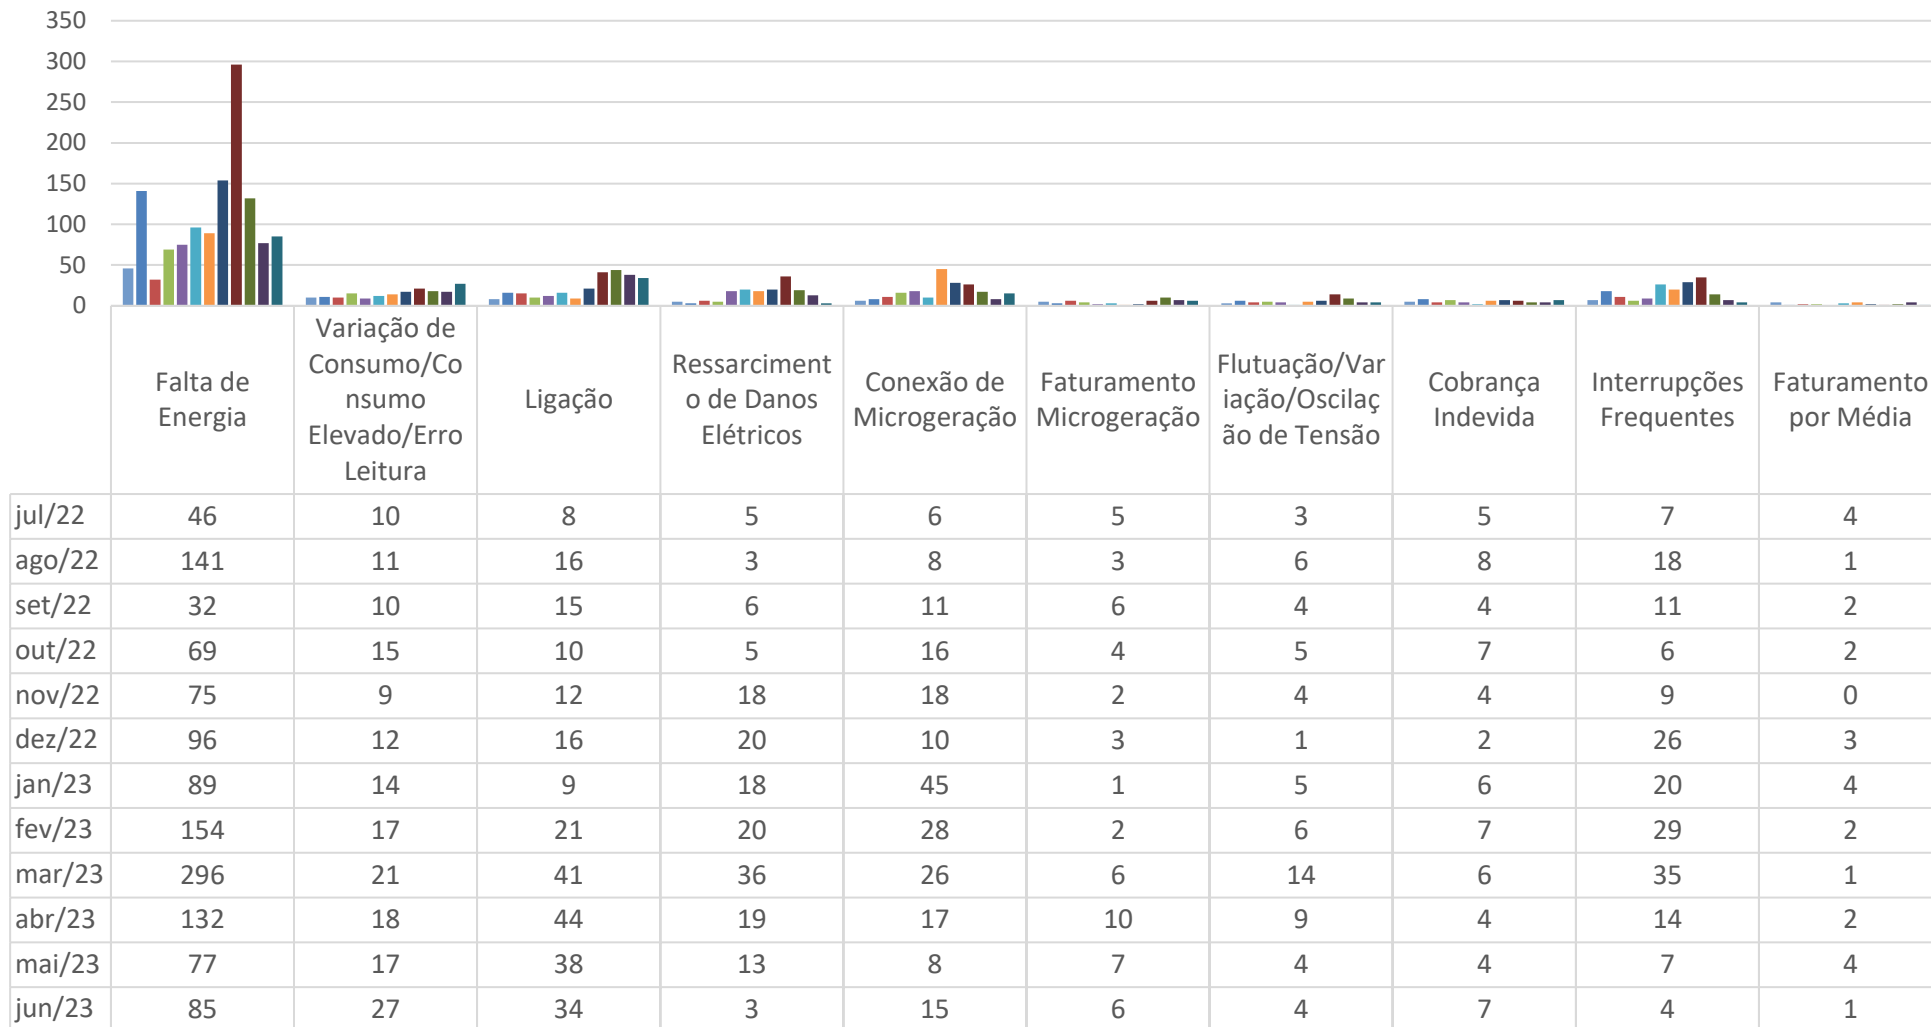 350
300
250
200
150
100
50
0
Falta de
Energia
Variação de
Consumo/Co
nsumo
Elevado/Erro
Leitura
Ligação
Ressarciment
o de Danos
Elétricos
Conexão de
Microgeração
Faturamento
Microgeração
Flutuação/Var
iação/Oscilaç
ão de Tensão
Cobrança
Indevida
Interrupções
Frequentes
Faturamento
por Média
jul/22 46 10 8 5 6 5 3 5 7 4
ago/22 141 11 16 3 8 3 6 8 18 1
set/22 32 10 15 6 11 6 4 4 11 2
out/22 69 15 10 5 16 4 5 7 6 2
nov/22 75 9 12 18 18 2 4 4 9 0
dez/22 96 12 16 20 10 3 1 2 26 3
jan/23 89 14 9 18 45 1 5 6 20 4
fev/23 154 17 21 20 28 2 6 7 29 2
mar/23 296 21 41 36 26 6 14 6 35 1
abr/23 132 18 44 19 17 10 9 4 14 2
mai/23 77 17 38 13 8 7 4 4 7 4
jun/23 85 27 34 3 15 6 4 7 4 1